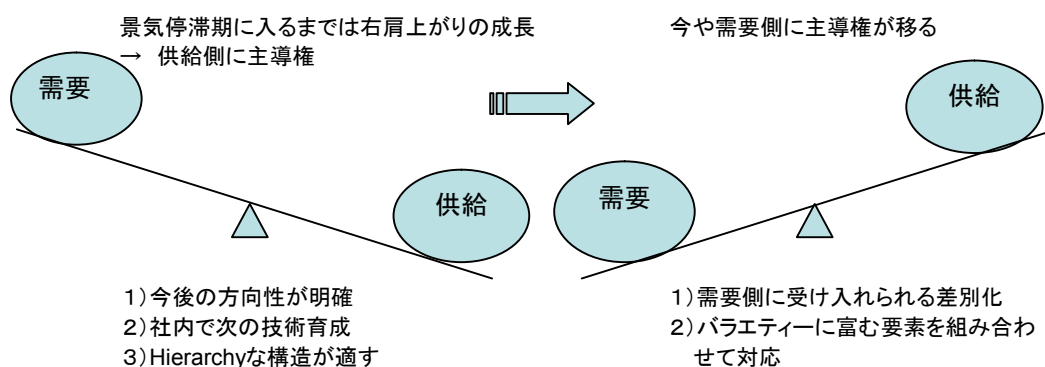 景気停滞期に入るまでは右肩上がりの成長
→ 供給側に主導権
今や需要側に主導権が移る
需要
供給
供給
需要
1)今後の方向性が明確
2)社内で次の技術育成
3)Hierarchyな構造が適す
1)需要側に受け入れられる差別化
2)バラエティーに富む要素を組み合わ
せて対応